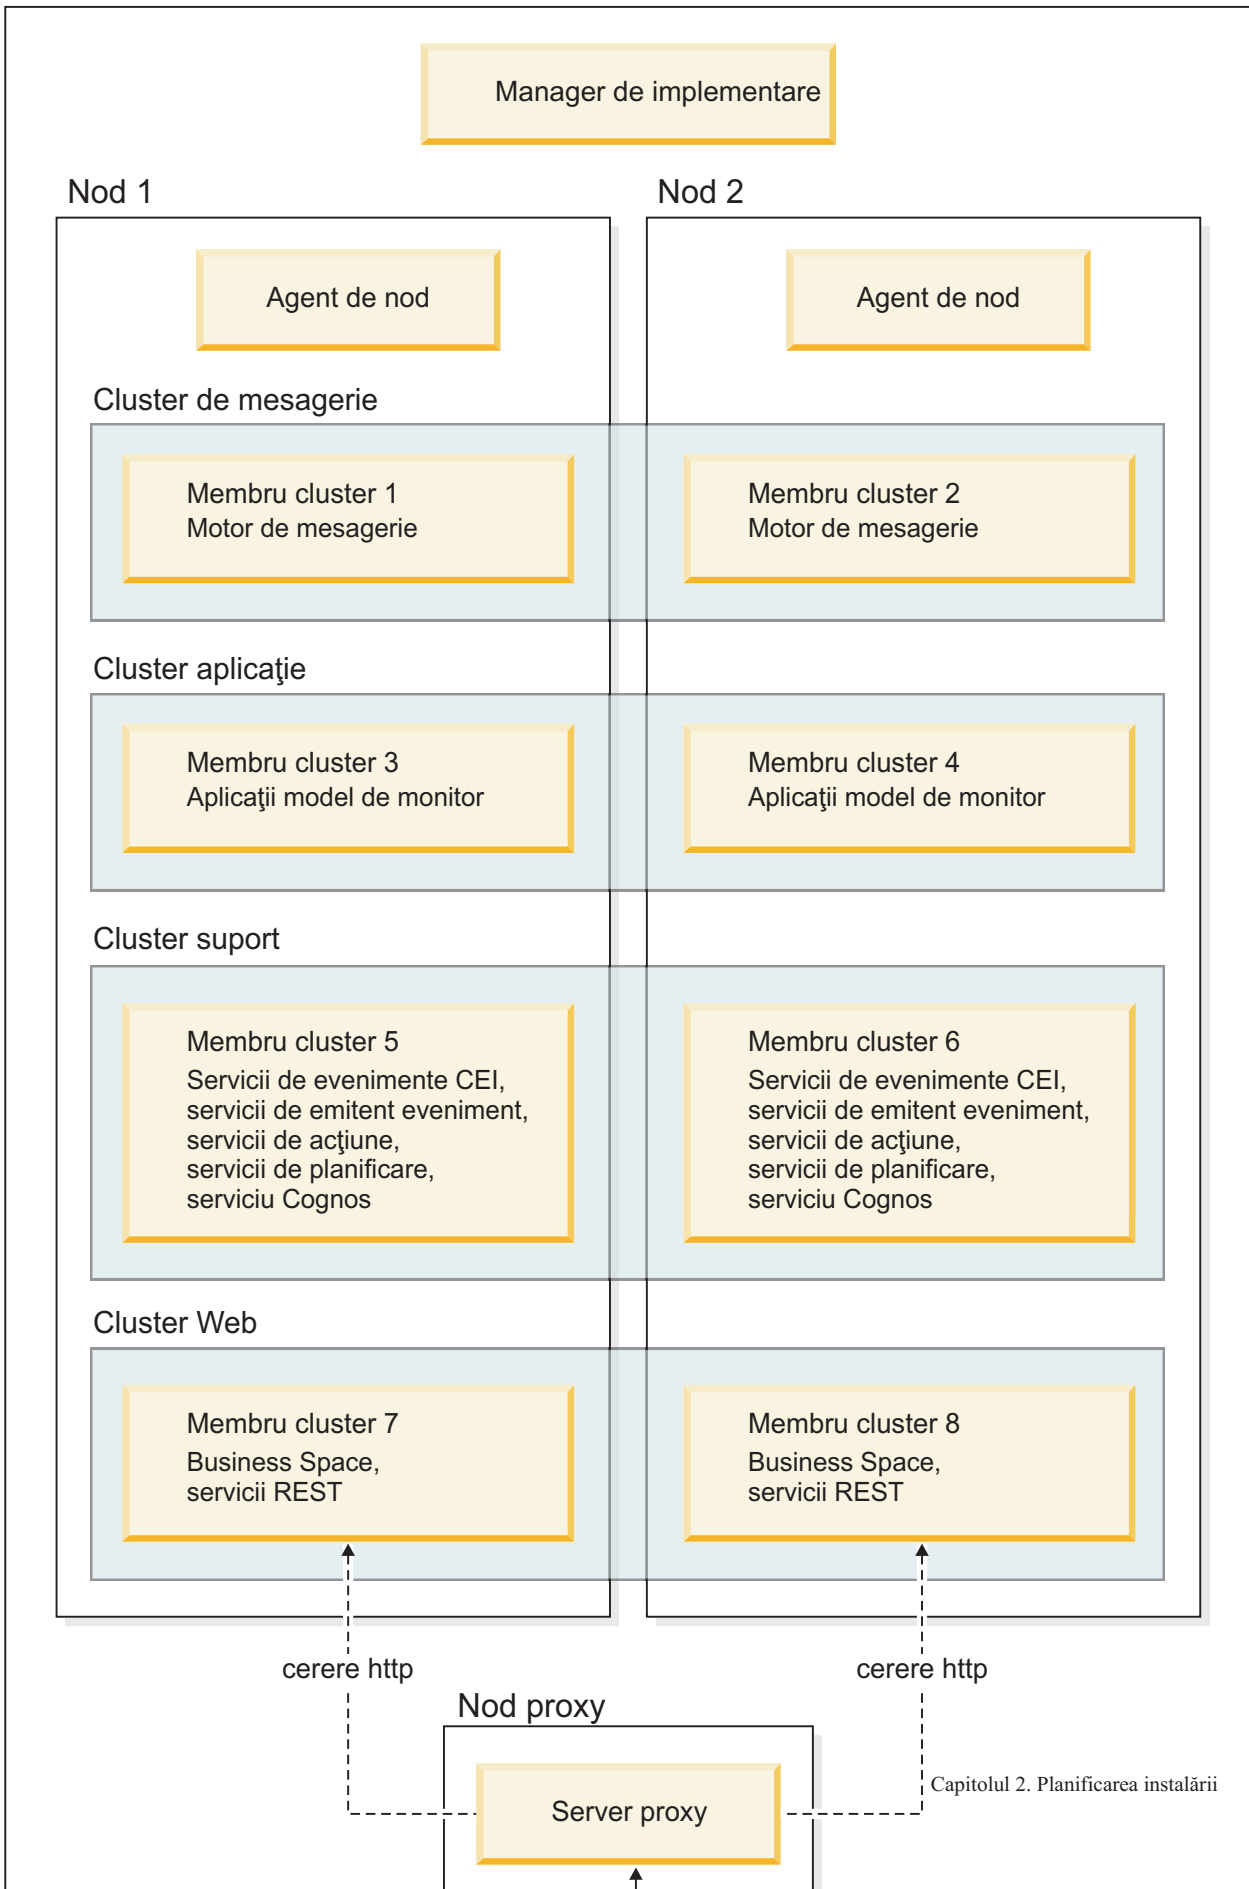 Manager de implementare
Nod 1
Nod 2
Agent de nod
Agent de nod
Cluster de mesagerie
Membru cluster 1
Motor de mesagerie
Membru cluster 2
Motor de mesagerie
Cluster aplicaţie
Membru cluster 3
Aplicaţii model de monitor
Membru cluster 4
Aplicaţii model de monitor
Cluster suport
Membru cluster 5
Servicii de evenimente CEI,
servicii de emitent eveniment,
servicii de acţiune,
servicii de planificare,
serviciu Cognos
Membru cluster 6
Servicii de evenimente CEI,
servicii de emitent eveniment,
servicii de acţiune,
servicii de planificare,
serviciu Cognos
Cluster Web
Membru cluster 7
Business Space,
servicii REST
Membru cluster 8
Business Space,
servicii REST
cerere http
cerere http
Nod proxy
Server proxy
Capitolul 2. Planificarea instalării